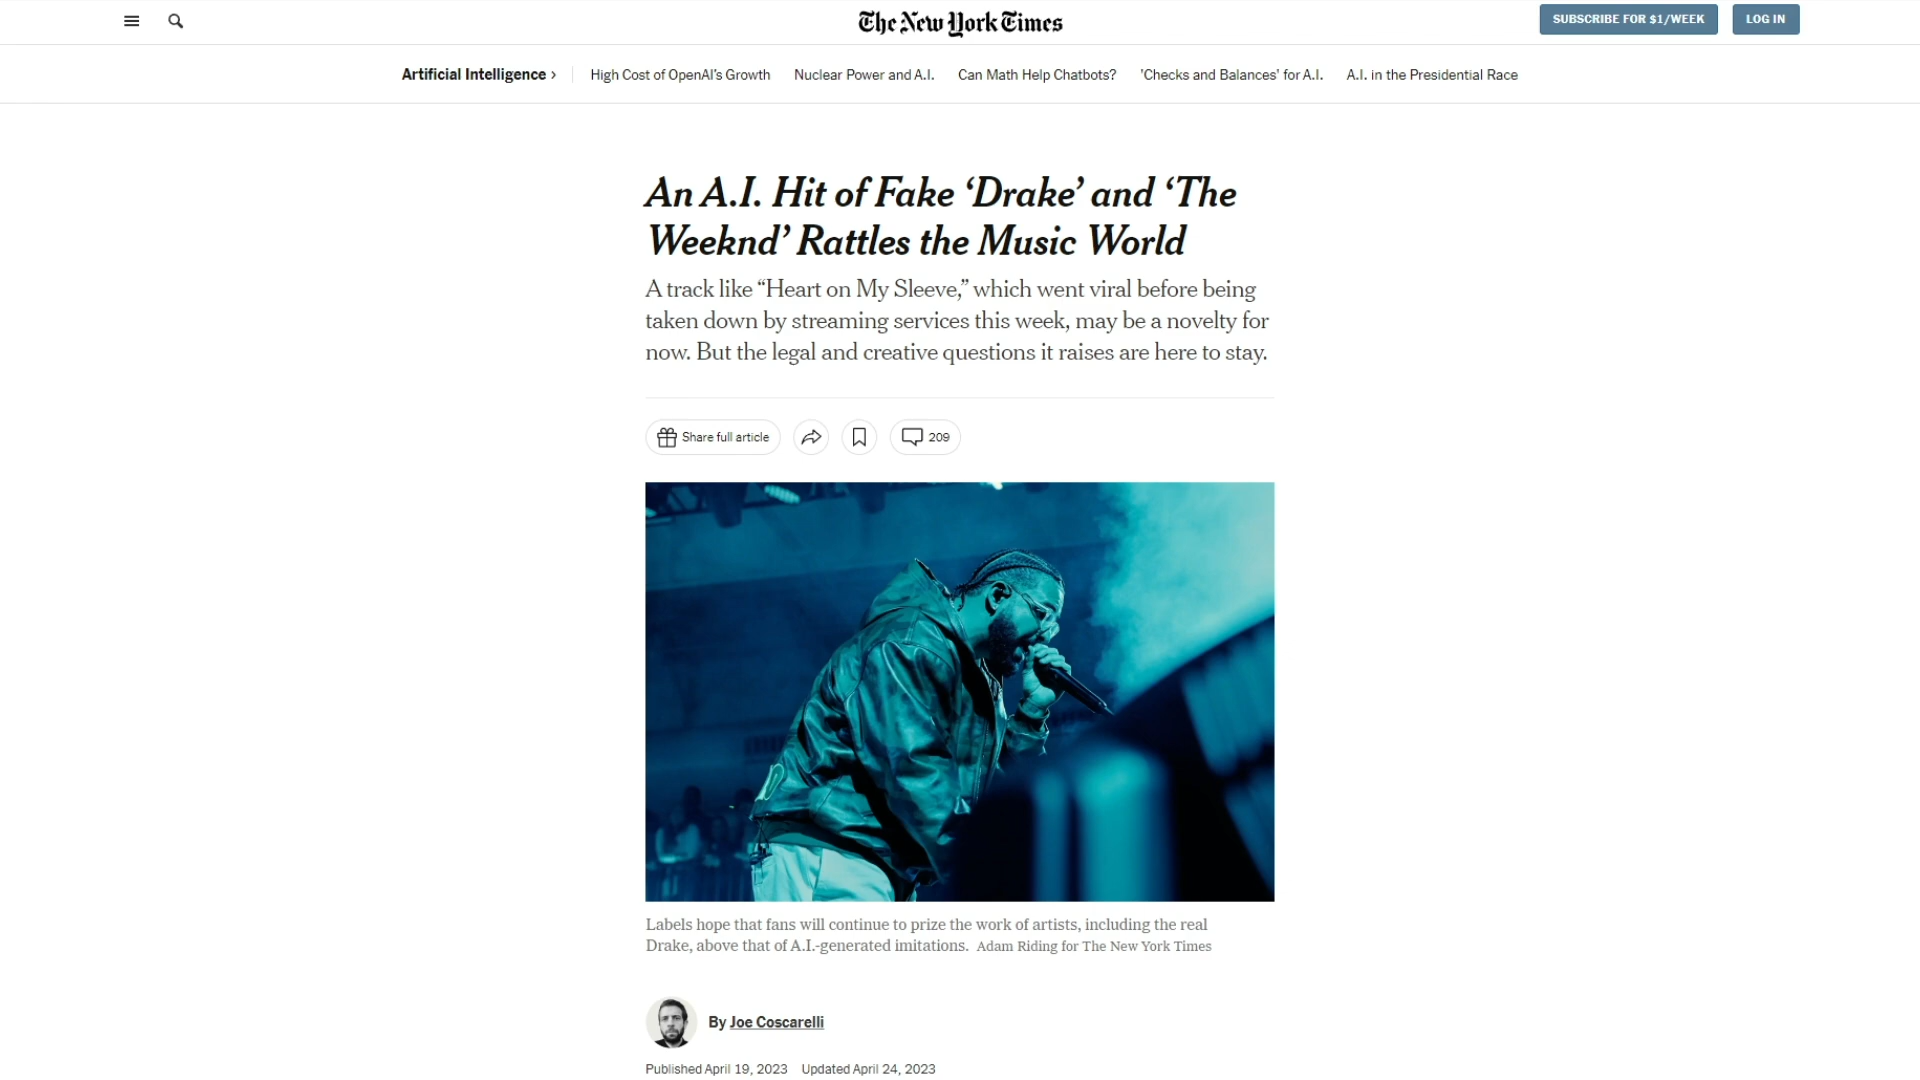 The New York Times
SUBSCRIBE FOR $1/WEEK
LOG IN
Artificial Intelligence ›
High Cost of OpenAI's Growth
Nuclear Power and A.I.
Can Math Help Chatbots?
'Checks and Balances' for A.I.
A.I. in the Presidential Race
An A.I. Hit of Fake ‘Drake’ and ‘The
Weeknd’ Rattles the Music World
A track like “Heart on My Sleeve,” which went viral before being
taken down by streaming services this week, may be a novelty for
now. But the legal and creative questions it raises are here to stay.
Share full article
209
Labels hope that fans will continue to prize the work of artists, including the real
Drake, above that of A.I.-generated imitations. Adam Riding for The New York Times
By Joe Coscarelli
Published April 19, 2023 Updated April 24, 2023